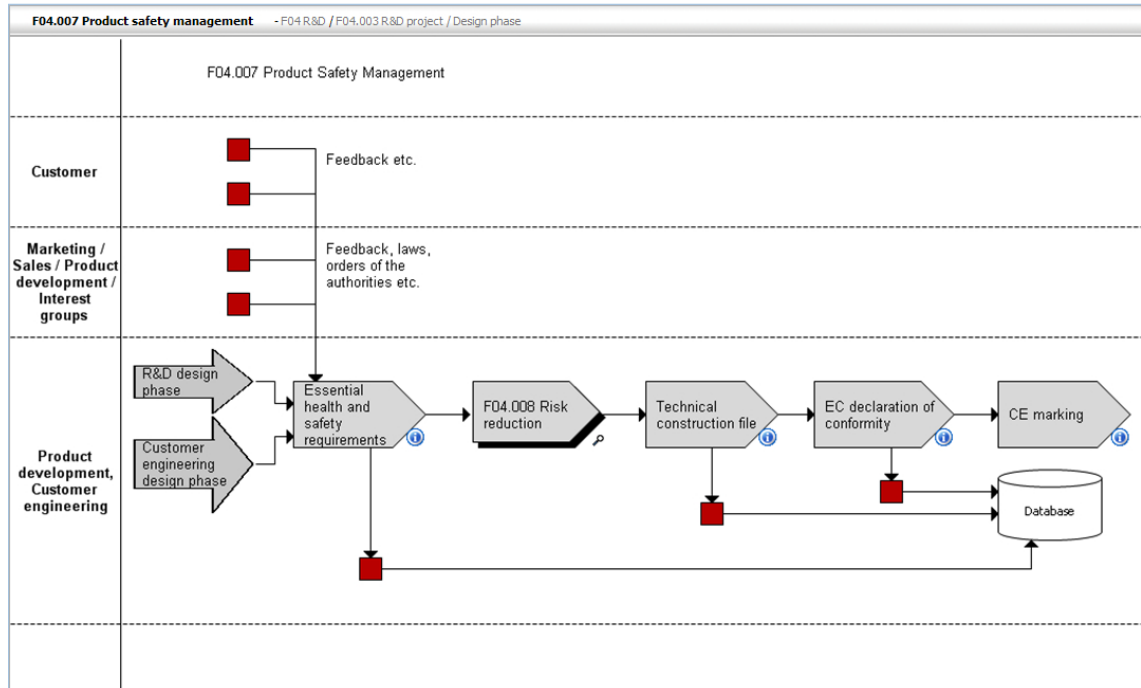 F04.007 Product safety management - F04 R&D / F04.003 R&D project / Design phase
F04.007 Product Safety Management
Customer
Feedback etc.
Marketing /
Sales / Product
development /
Interest
groups
Feedback, laws,
orders of the
authorities etc.
Product
development,
Customer
engineering
R&D design
phase
Customer
engineering
design phase
Essential
health and
safety
requirements
F04.008 Risk
reduction
Technical
construction file
EC declaration of
conformity
CE marking
Database